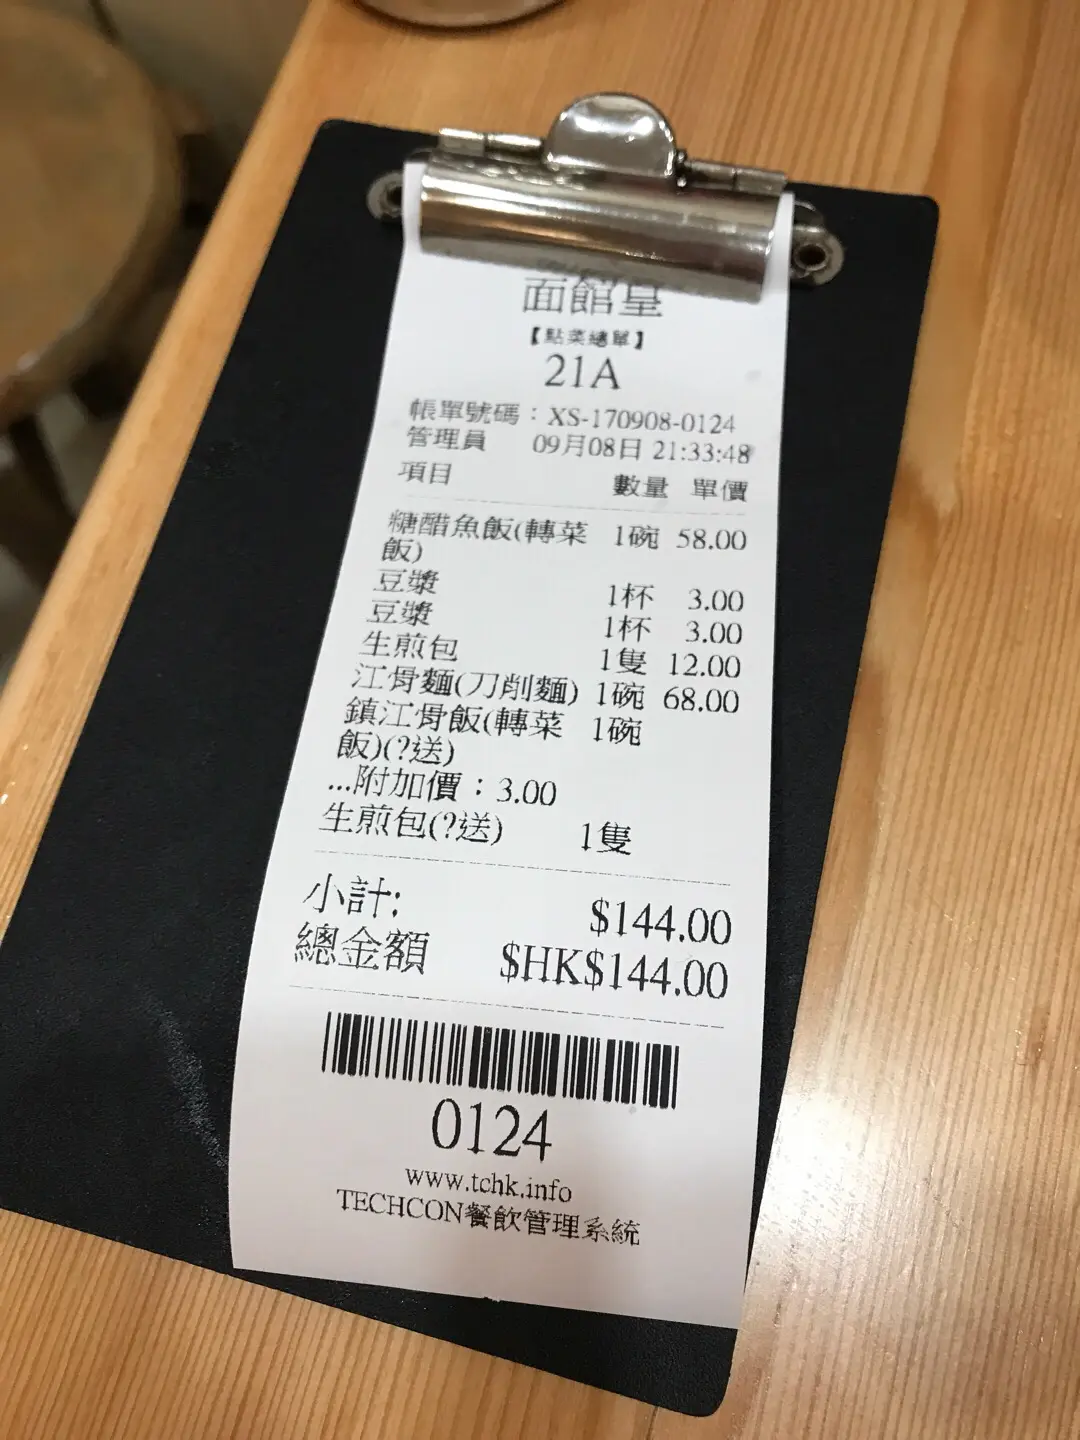 面館皇
【點菜總單】
21A
帳單號碼：XS-170908-0124
管理員 09月08日 21:33:48
項目 數量 單價
糖醋魚飯(轉菜 1碗 58.00
飯)
豆漿 1杯 3.00
豆漿 1杯 3.00
生煎包 1隻 12.00
江骨麵(刀削麵) 1碗 68.00
鎮江骨飯(轉菜 1碗
飯)(?送)
...附加價：3.00
生煎包(?送) 1隻
小計: $144.00
總金額 $HK$144.00
0124
www.tchk.info
TECHCON餐飲管理系統